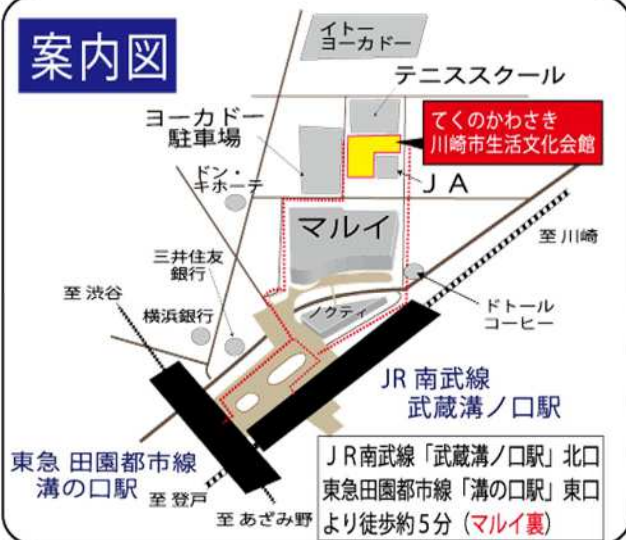 案内図
イトー
ヨーカドー
テニススクール
ヨーカドー
駐車場
てくのかわさき
川崎市生活文化会館
ドン・
キホーテ
ＪＡ
マルイ
三井住友
銀行
至 川崎
至 渋谷
横浜銀行
ノクティ
ドトール
コーヒー
JR 南武線
武蔵溝ノ口駅
東急 田園都市線
溝の口駅
至 登戸
至 あざみ野
ＪＲ南武線「武蔵溝ノ口駅」北口
東急田園都市線「溝の口駅」東口
より徒歩約５分（マルイ裏）